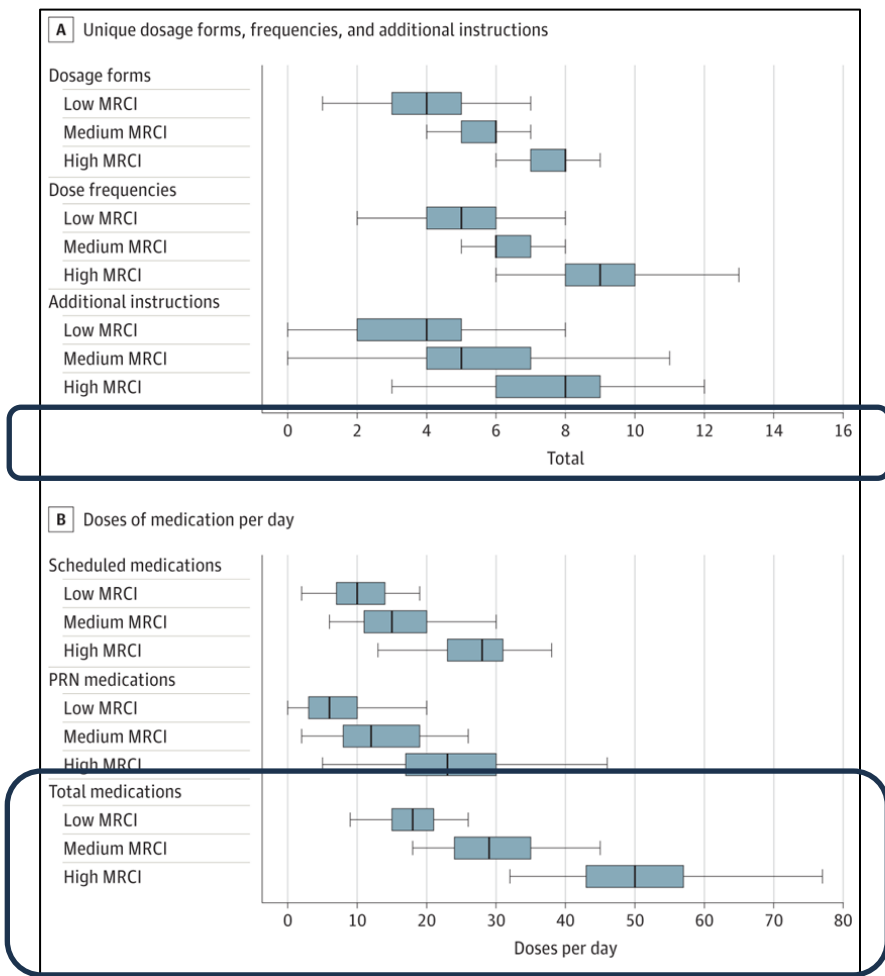 A Unique dosage forms, frequencies, and additional instructions
Dosage forms
Low MRCI
Medium MRCI
High MRCI
Dose frequencies
Low MRCI
Medium MRCI
High MRCI
Additional instructions
Low MRCI
Medium MRCI
High MRCI
0 2 4 6 8 10 12 14 16
Total
B Doses of medication per day
Scheduled medications
Low MRCI
Medium MRCI
High MRCI
PRN medications
Low MRCI
Medium MRCI
High MRCI
Total medications
Low MRCI
Medium MRCI
High MRCI
0 10 20 30 40 50 60 70 80
Doses per day